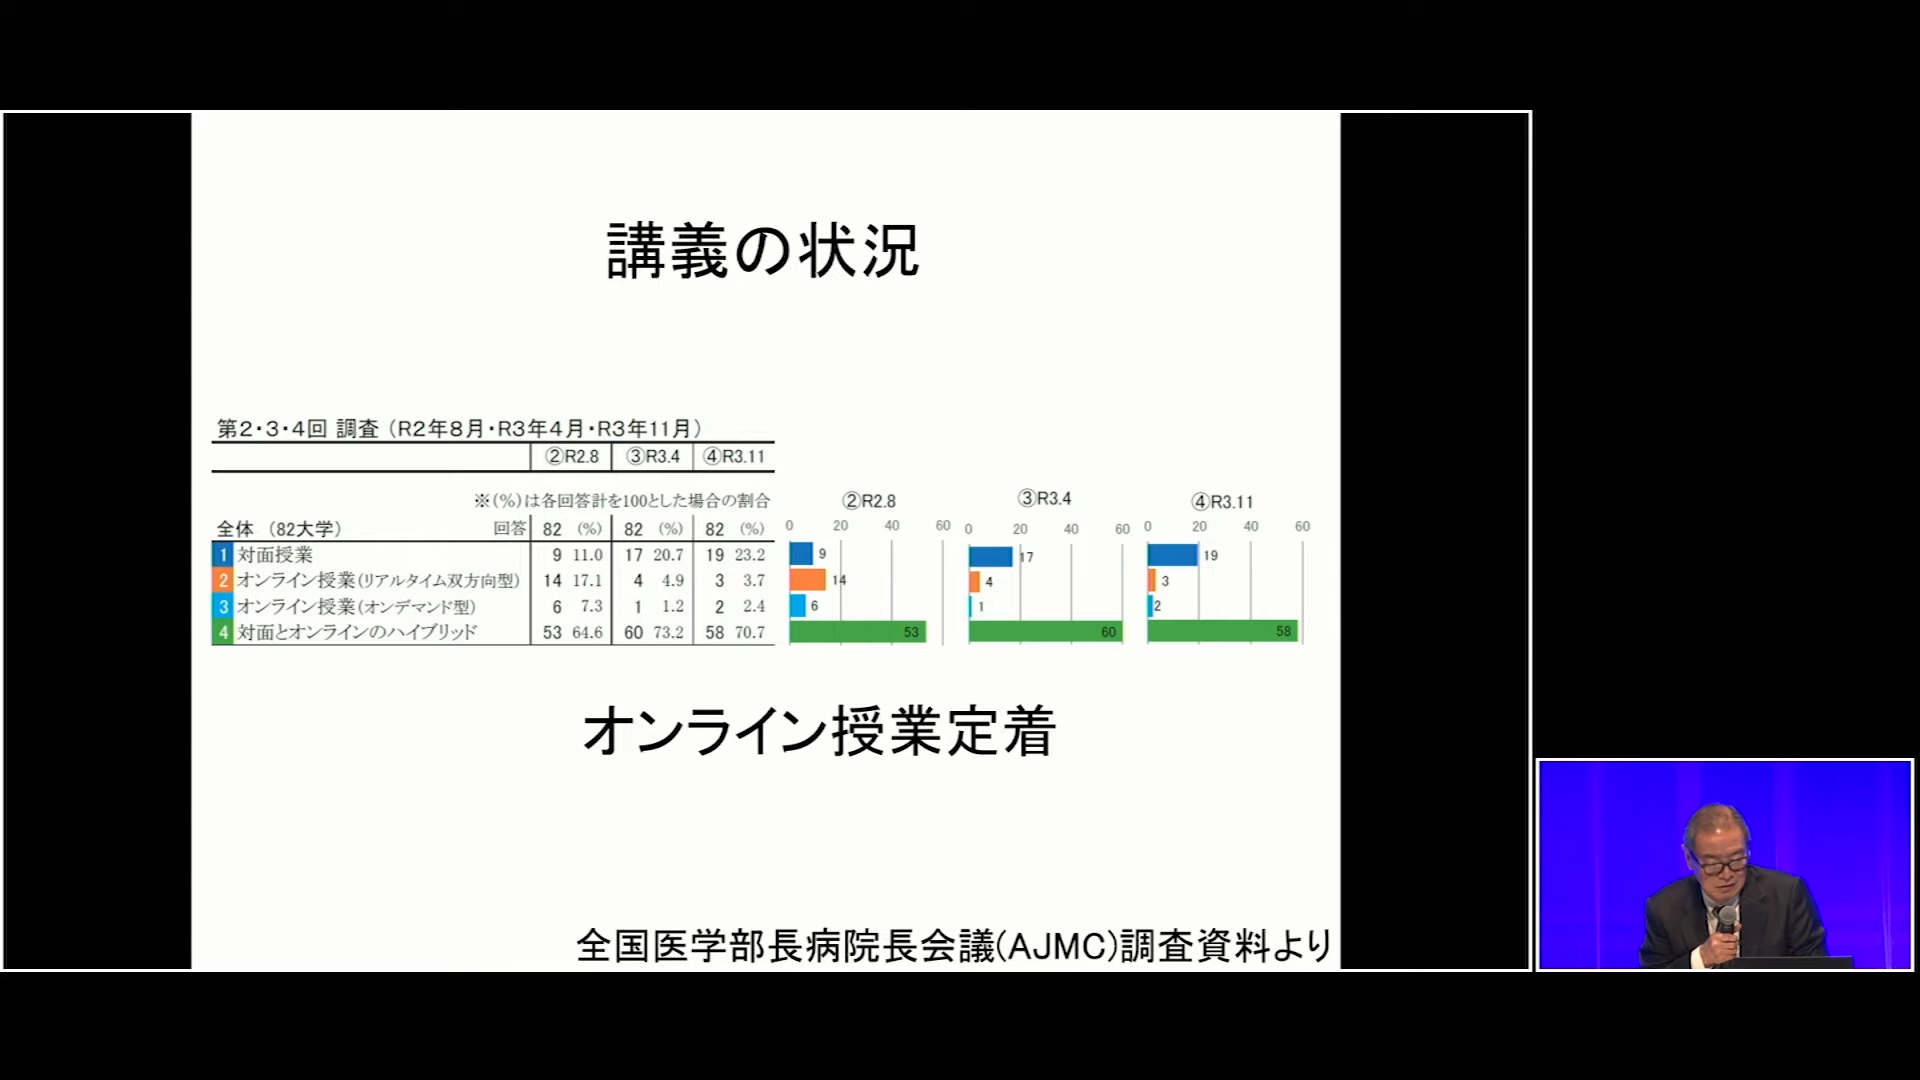 講義の状況
第2・3・4回 調査（R2年8月・R3年4月・R3年11月）
②R2.8 ③R3.4 ④R3.11
※（%）は各回答計を100とした場合の割合
全体 （82大学） 回答 82 (%) 82 (%) 82 (%)
1 対面授業 9 11.0 17 20.7 19 23.2
2 オンライン授業（リアルタイム双方向型） 14 17.1 4 4.9 3 3.7
3 オンライン授業（オンデマンド型） 6 7.3 1 1.2 2 2.4
4 対面とオンラインのハイブリッド 53 64.6 60 73.2 58 70.7
②R2.8
0 20 40 60
9
14
6
53
③R3.4
0 20 40 60
17
4
1
60
④R3.11
0 20 40 60
19
3
2
58
オンライン授業定着
全国医学部長病院長会議(AJMC)調査資料より